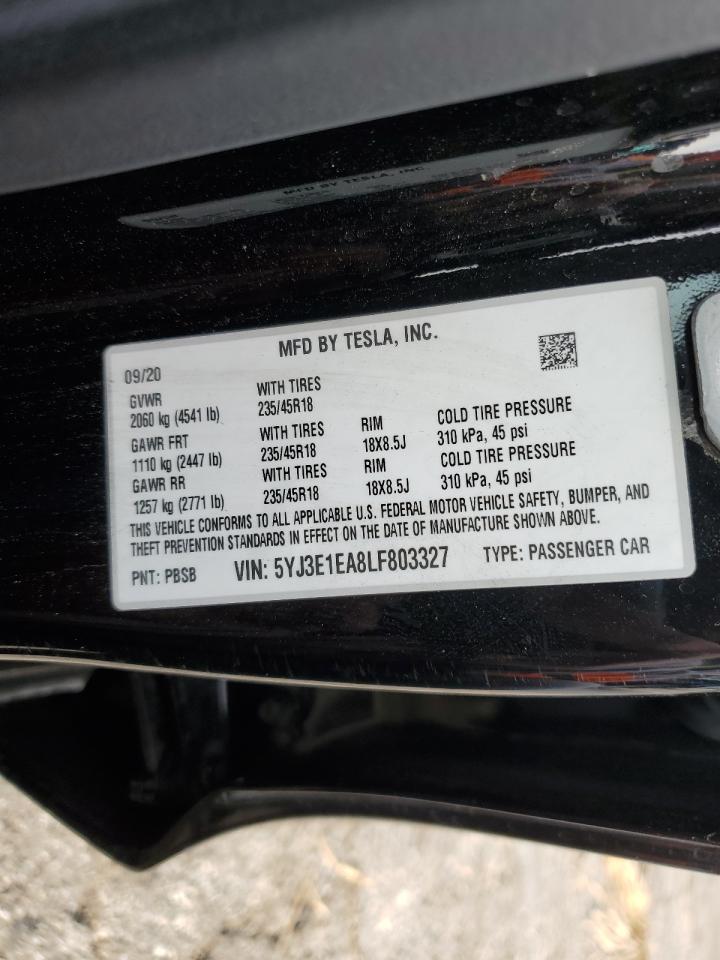 MFD BY TESLA, INC.
09/20
GVWR WITH TIRES
2060 kg (4541 lb) 235/45R18
GAWR FRT WITH TIRES RIM COLD TIRE PRESSURE
1110 kg (2447 lb) 235/45R18 18X8.5J 310 kPa, 45 psi
GAWR RR WITH TIRES RIM COLD TIRE PRESSURE
1257 kg (2771 lb) 235/45R18 18X8.5J 310 kPa, 45 psi
THIS VEHICLE CONFORMS TO ALL APPLICABLE U.S. FEDERAL MOTOR VEHICLE SAFETY, BUMPER, AND
THEFT PREVENTION STANDARDS IN EFFECT ON THE DATE OF MANUFACTURE SHOWN ABOVE.
PNT: PBSB VIN: 5YJ3E1EA8LF803327 TYPE: PASSENGER CAR